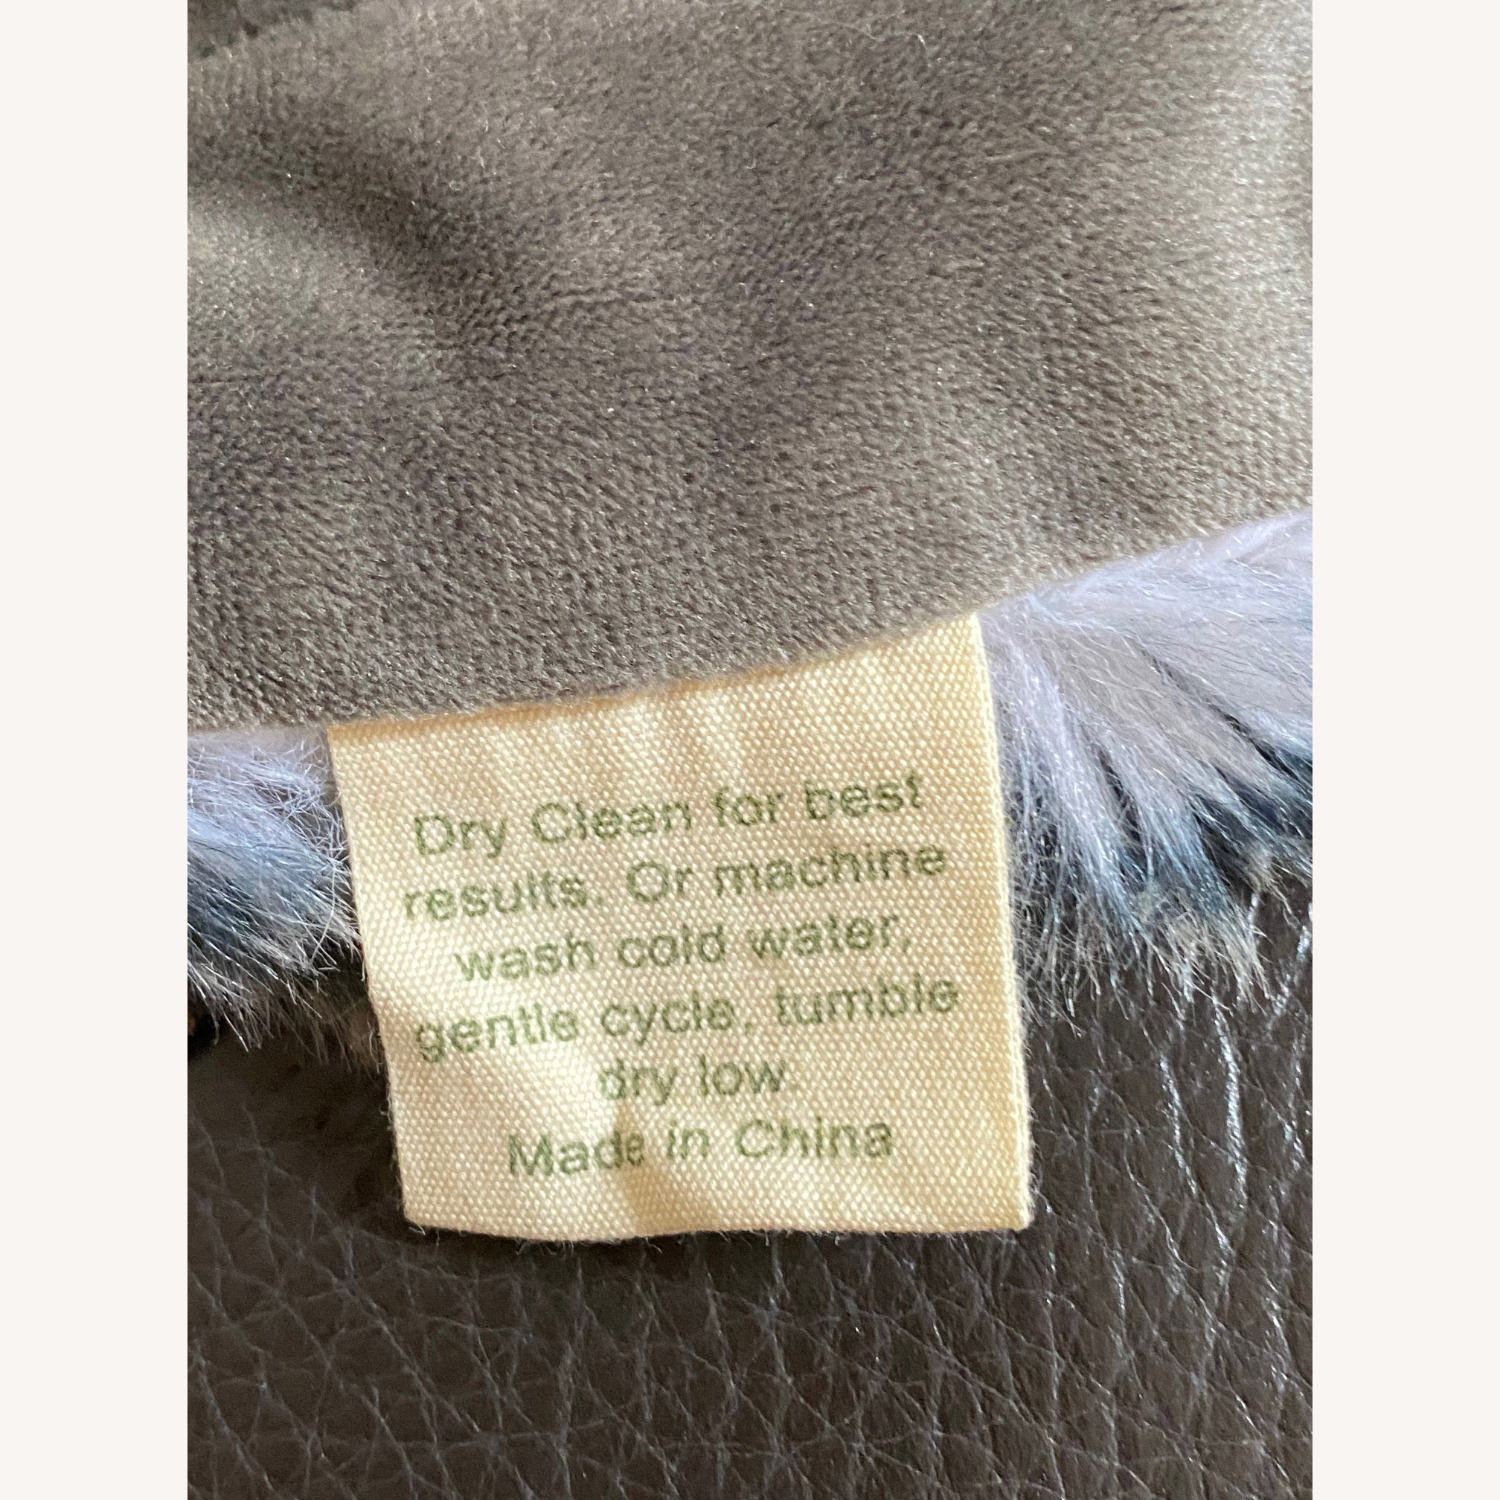 Dry Clean for best
results. Or machine
wash cold water,
gentle cycle, tumble
dry low.
Made in China